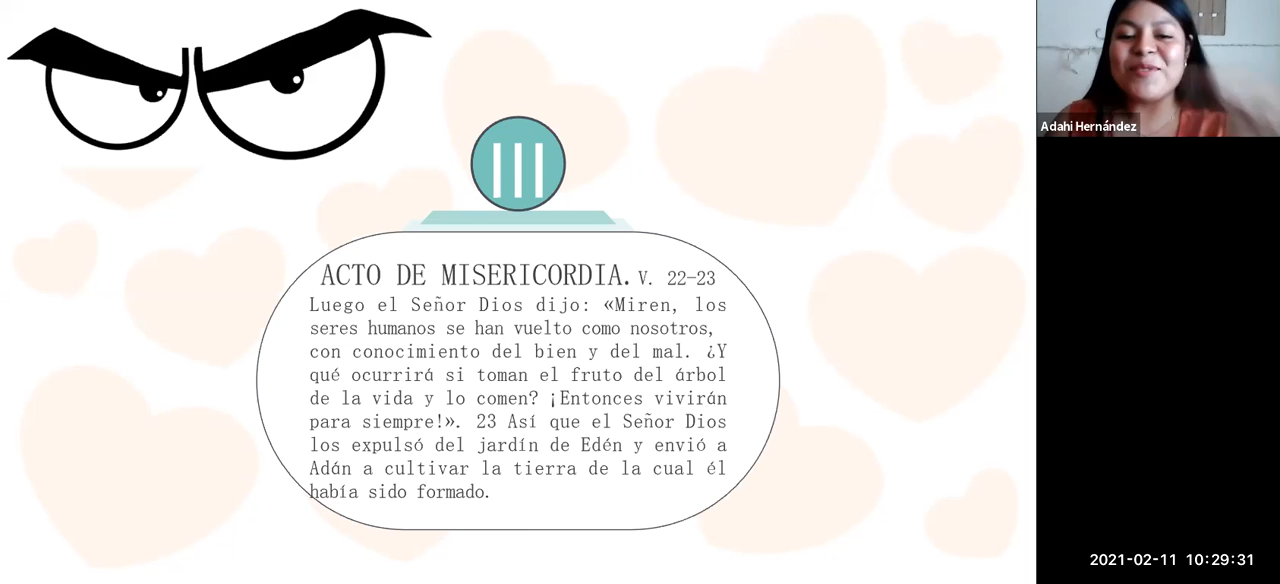 III
ACTO DE MISERICORDIA. V. 22-23
Luego el Señor Dios dijo: «Miren, los
seres humanos se han vuelto como nosotros,
con conocimiento del bien y del mal. ¿Y
qué ocurrirá si toman el fruto del árbol
de la vida y lo comen? ¡Entonces vivirán
para siempre!». 23 Así que el Señor Dios
los expulsó del jardín de Edén y envió a
Adán a cultivar la tierra de la cual él
había sido formado.
Adahi Hernández
2021-02-11 10:29:31